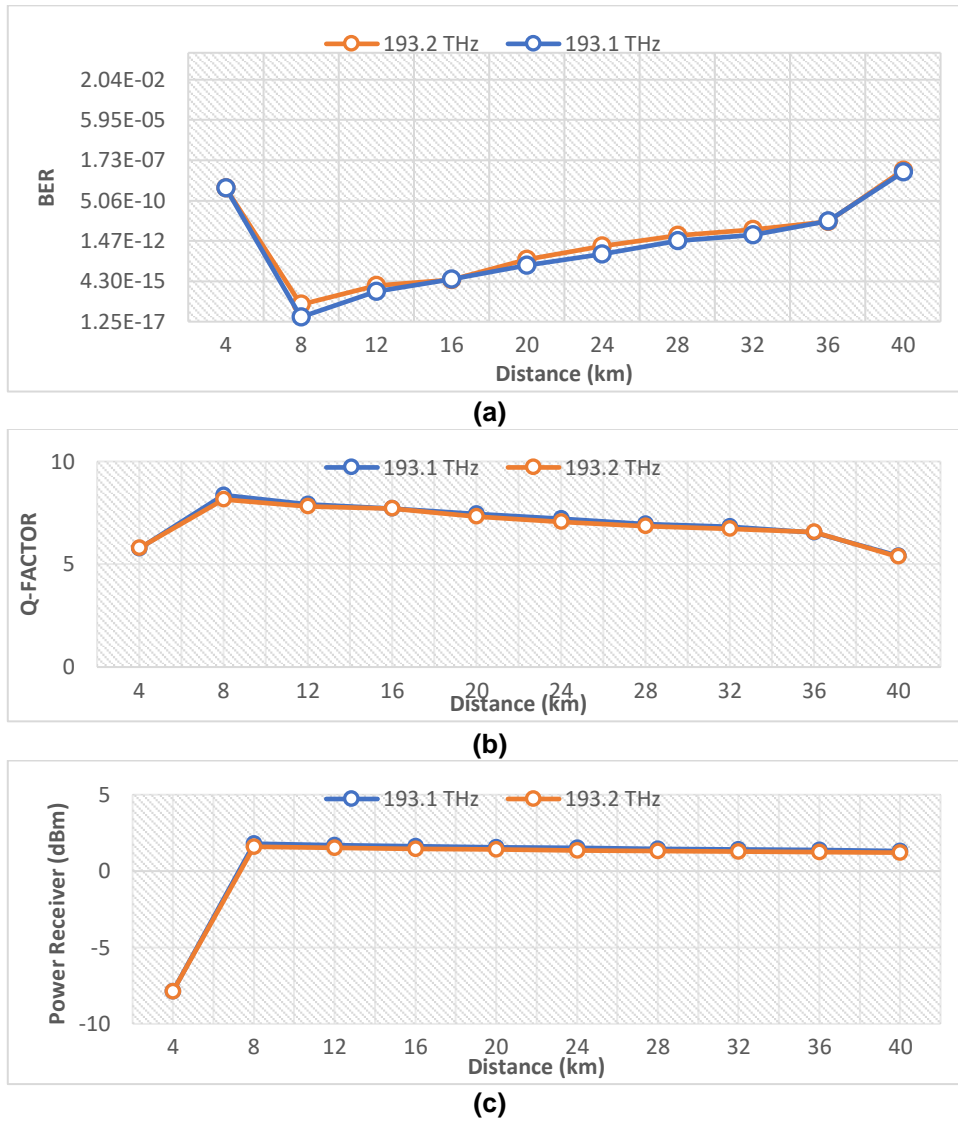 193.2 THz 193.1 THz
BER
2.04E-02
5.95E-05
1.73E-07
5.06E-10
1.47E-12
4.30E-15
1.25E-17
4 8 12 16 20 24 28 32 36 40
Distance (km)
(a)
193.1 THz 193.2 THz
Q-FACTOR
10
5
0
4 8 12 16 20 24 28 32 36 40
Distance (km)
(b)
193.1 THz 193.2 THz
Power Receiver (dBm)
5
0
-5
-10
4 8 12 16 20 24 28 32 36 40
Distance (km)
(c)